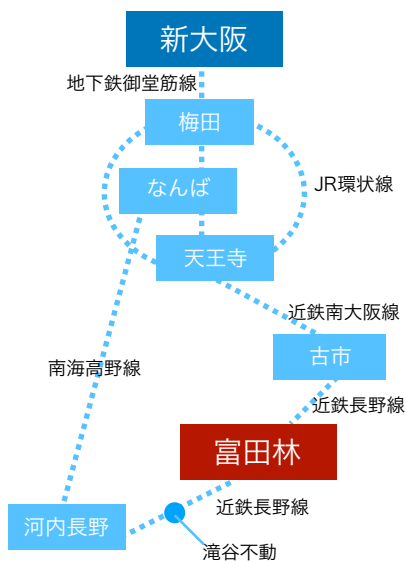 新大阪
地下鉄御堂筋線
梅田
なんば
JR環状線
天王寺
近鉄南大阪線
古市
南海高野線
近鉄長野線
富田林
近鉄長野線
河内長野
滝谷不動